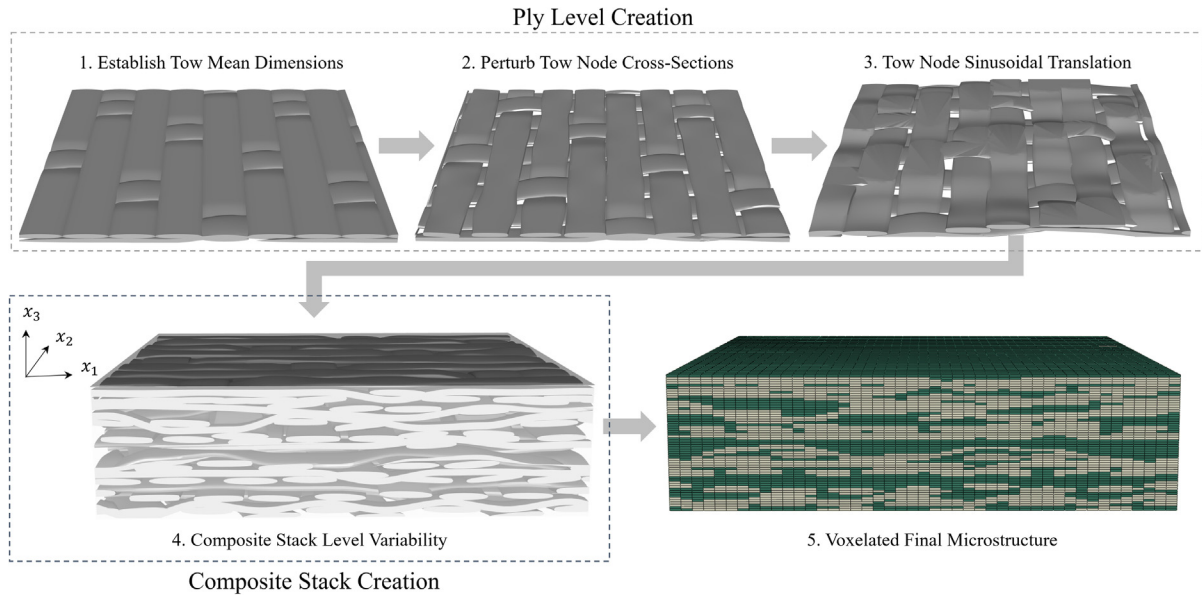 Ply Level Creation
1. Establish Tow Mean Dimensions
2. Perturb Tow Node Cross-Sections
3. Tow Node Sinusoidal Translation
x₃
x₂
x₁
4. Composite Stack Level Variability
5. Voxelated Final Microstructure
Composite Stack Creation